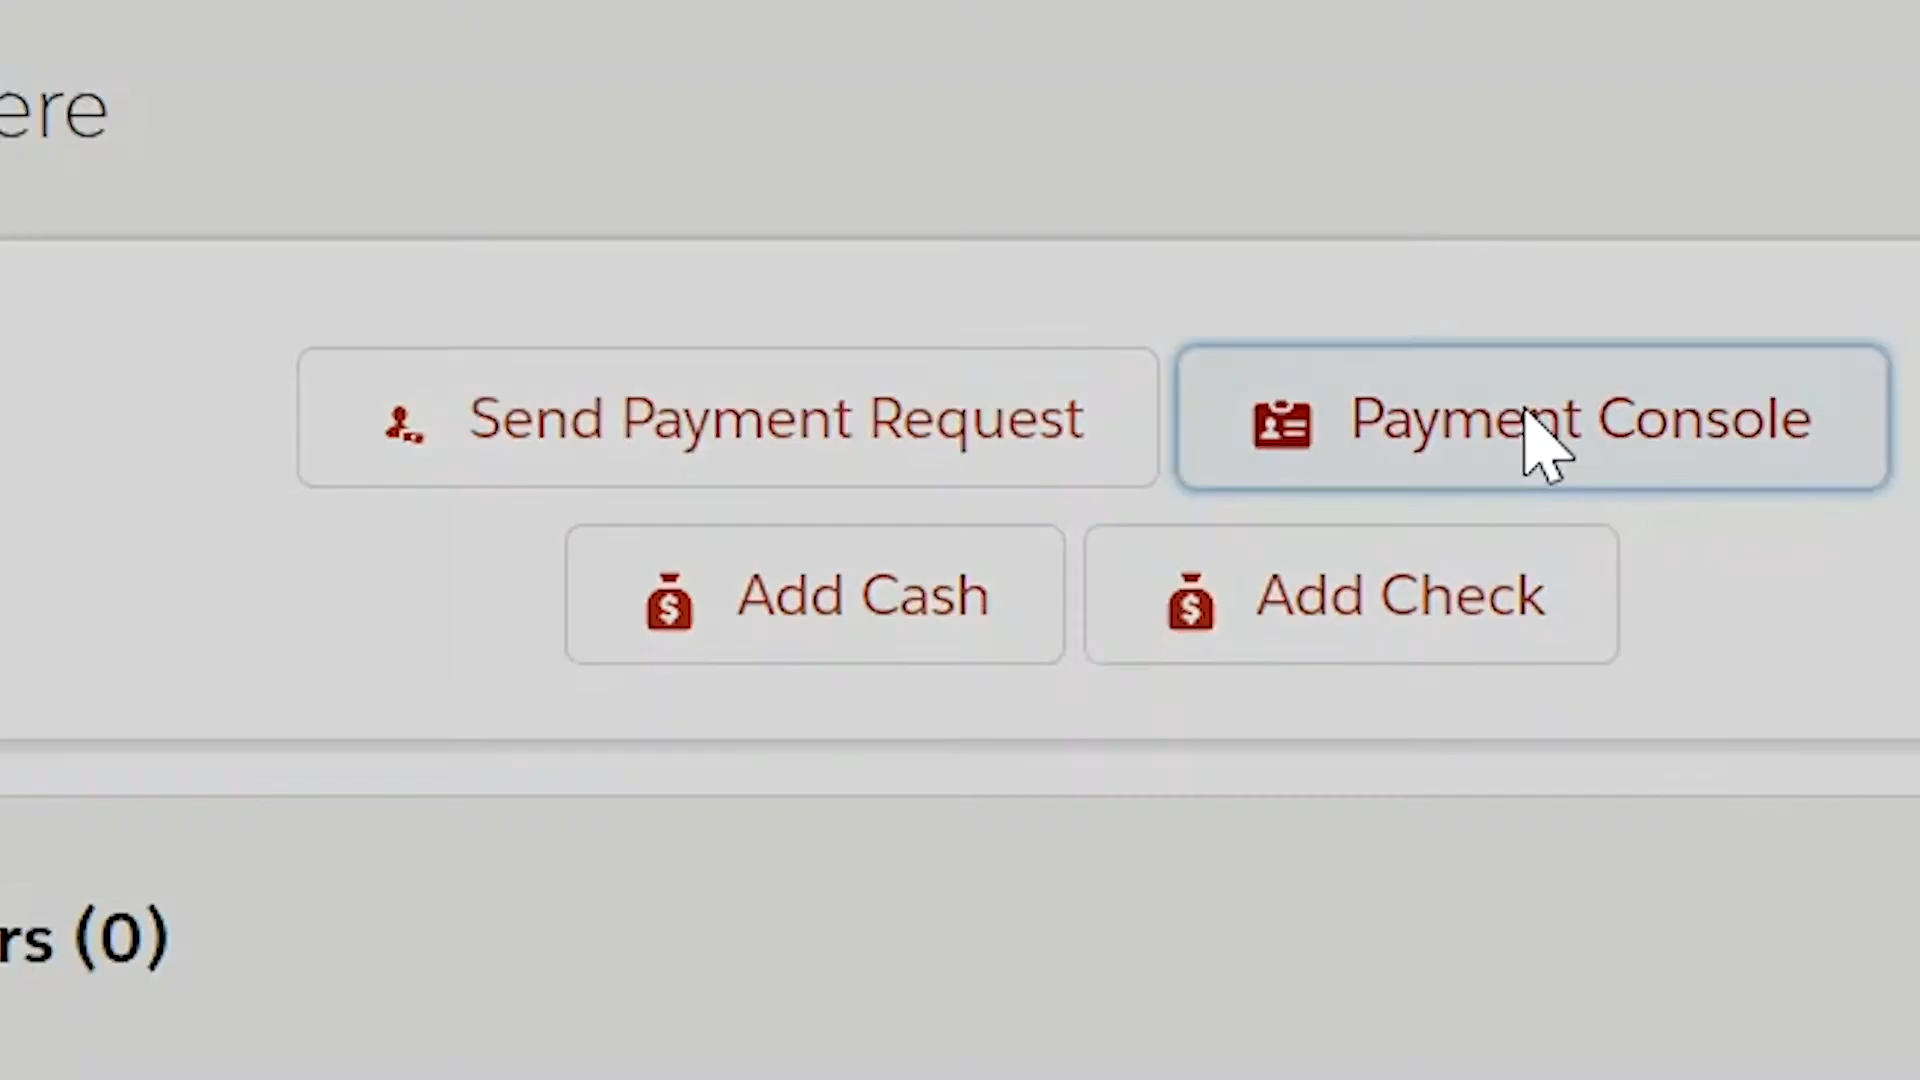 ere
Send Payment Request
Payment Console
Add Cash
Add Check
rs (0)